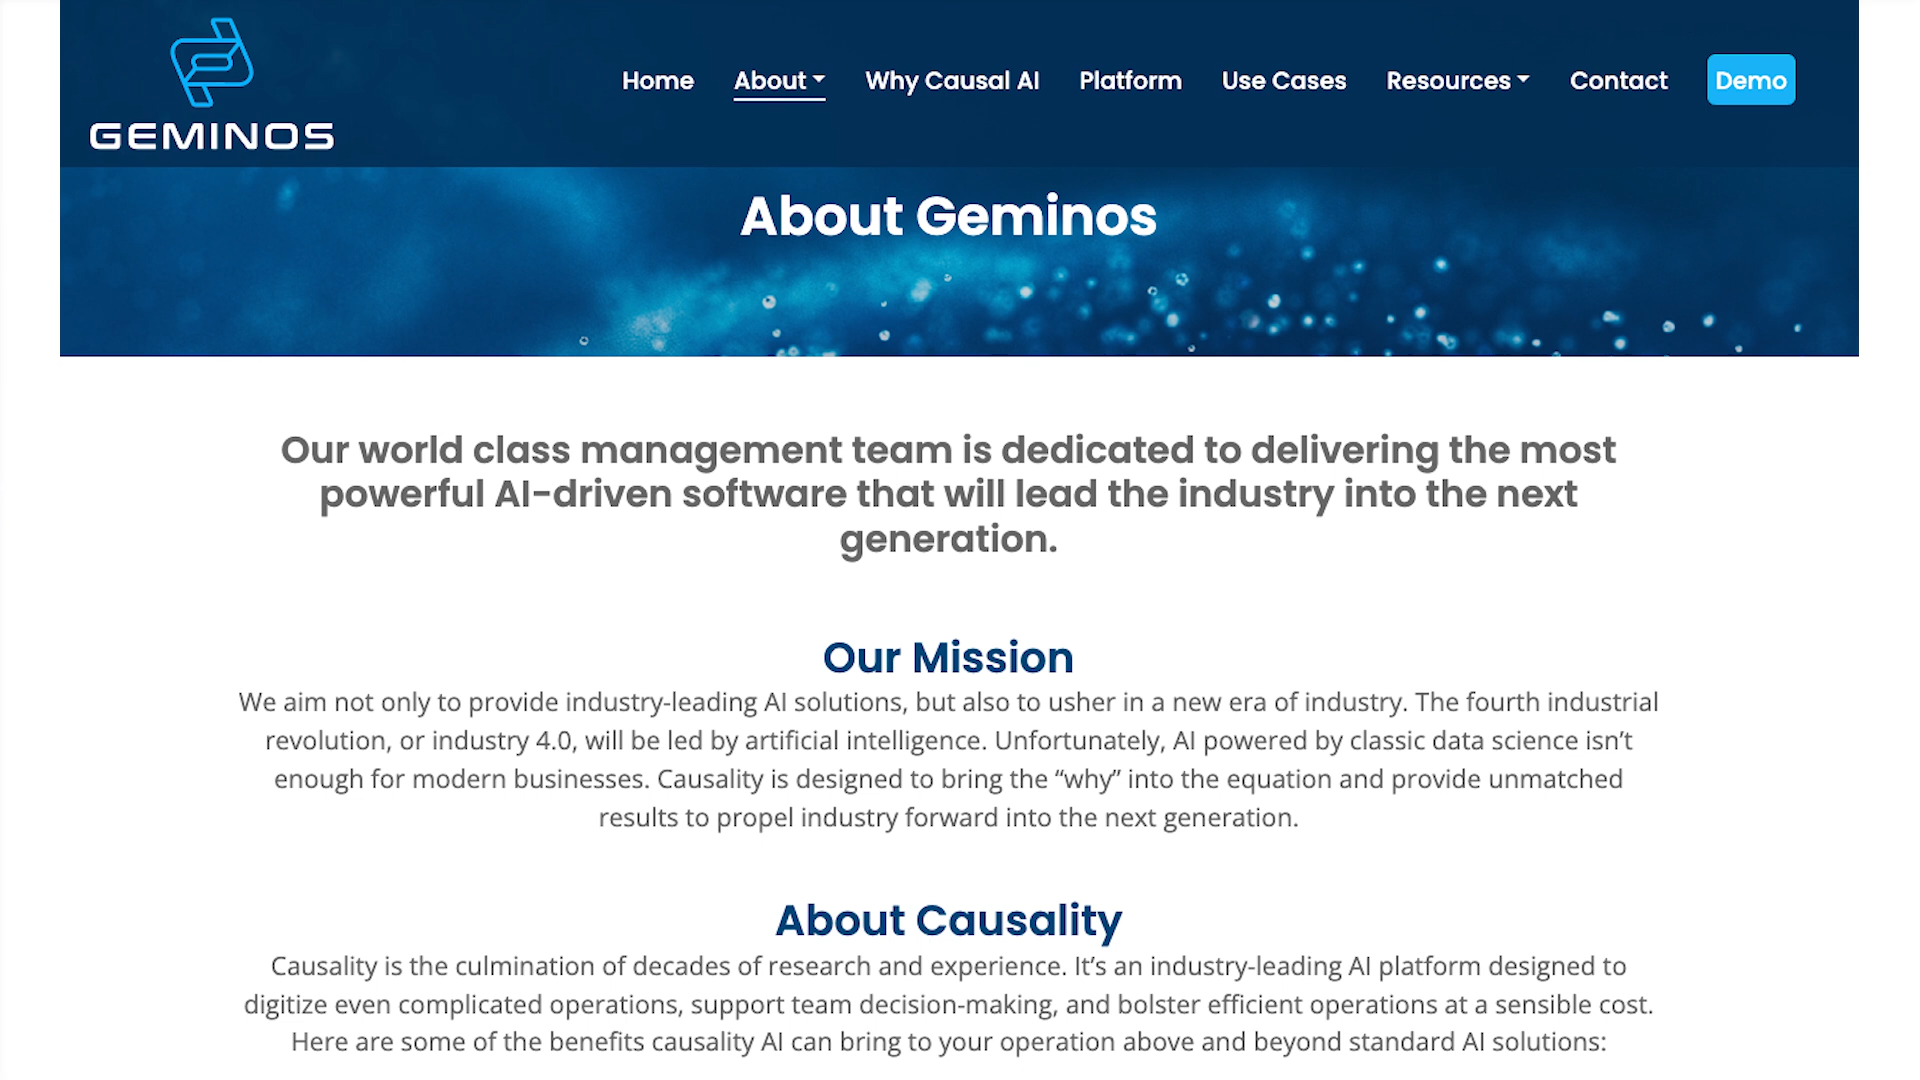 GEMINOS
Home About Why Causal AI Platform Use Cases Resources Contact Demo
About Geminos
Our world class management team is dedicated to delivering the most
powerful AI-driven software that will lead the industry into the next
generation.
Our Mission
We aim not only to provide industry-leading AI solutions, but also to usher in a new era of industry. The fourth industrial
revolution, or industry 4.0, will be led by artificial intelligence. Unfortunately, AI powered by classic data science isn’t
enough for modern businesses. Causality is designed to bring the “why” into the equation and provide unmatched
results to propel industry forward into the next generation.
About Causality
Causality is the culmination of decades of research and experience. It’s an industry-leading AI platform designed to
digitize even complicated operations, support team decision-making, and bolster efficient operations at a sensible cost.
Here are some of the benefits causality AI can bring to your operation above and beyond standard AI solutions: